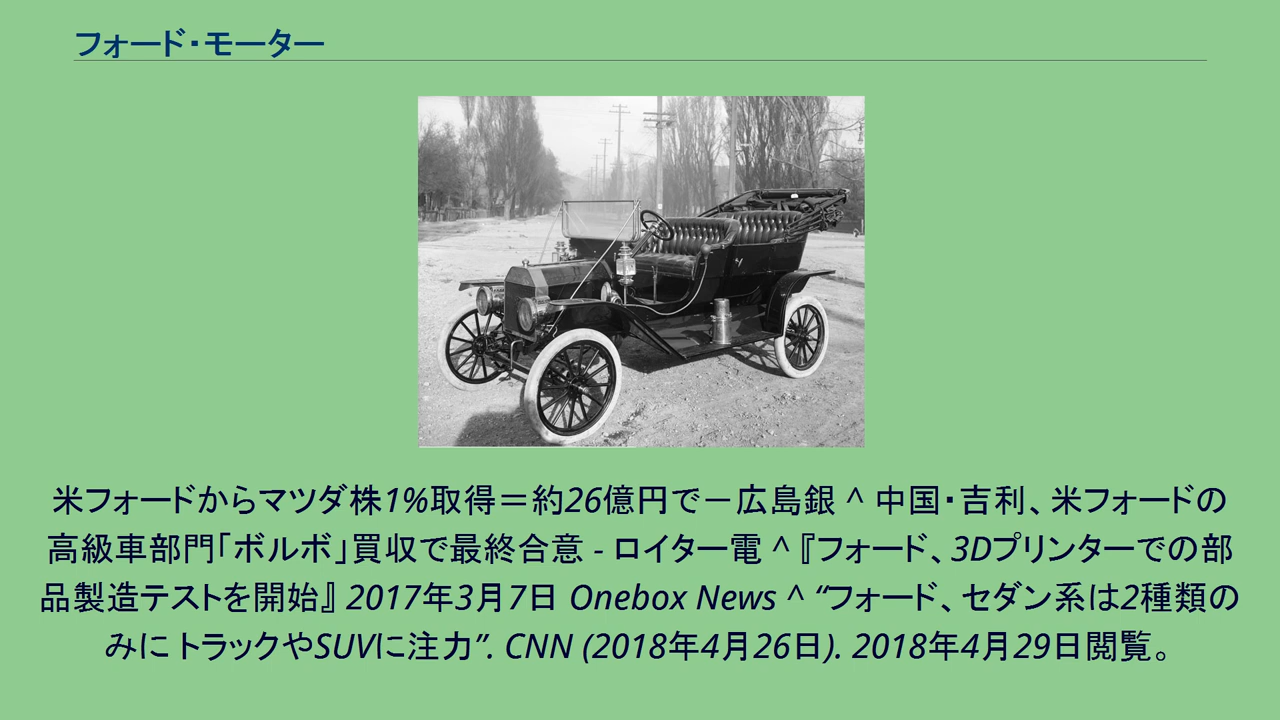 フォード・モーター
米フォードからマツダ株1%取得＝約26億円で－広島銀 ^ 中国・吉利、米フォードの
高級車部門「ボルボ」買収で最終合意 - ロイター電 ^ 『フォード、3Dプリンターでの部
品製造テストを開始』 2017年3月7日 Onebox News ^ “フォード、セダン系は2種類の
みに トラックやSUVに注力”. CNN (2018年4月26日). 2018年4月29日閲覧。